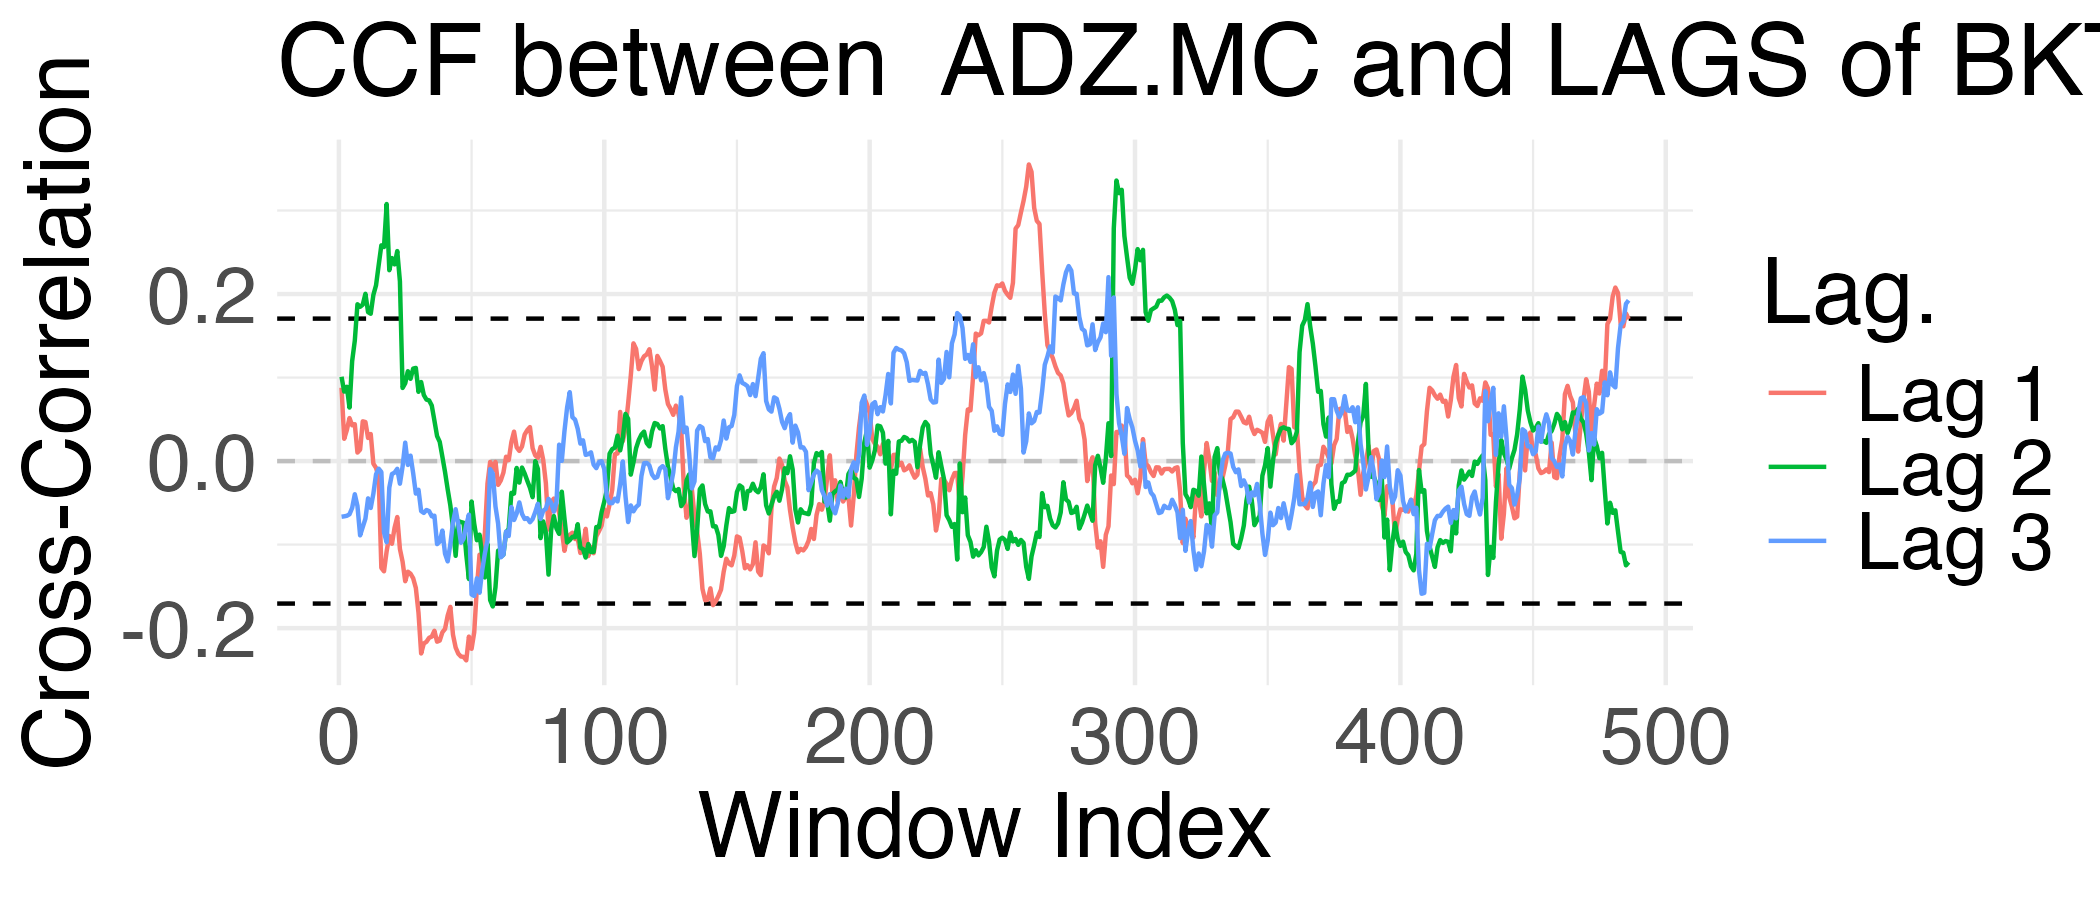 CCF between  ADZ.MC and LAGS of BKT
Cross-Correlation
0.2
0.0
-0.2
0
100
200
300
400
500
Window Index
Lag.
Lag 1
Lag 2
Lag 3